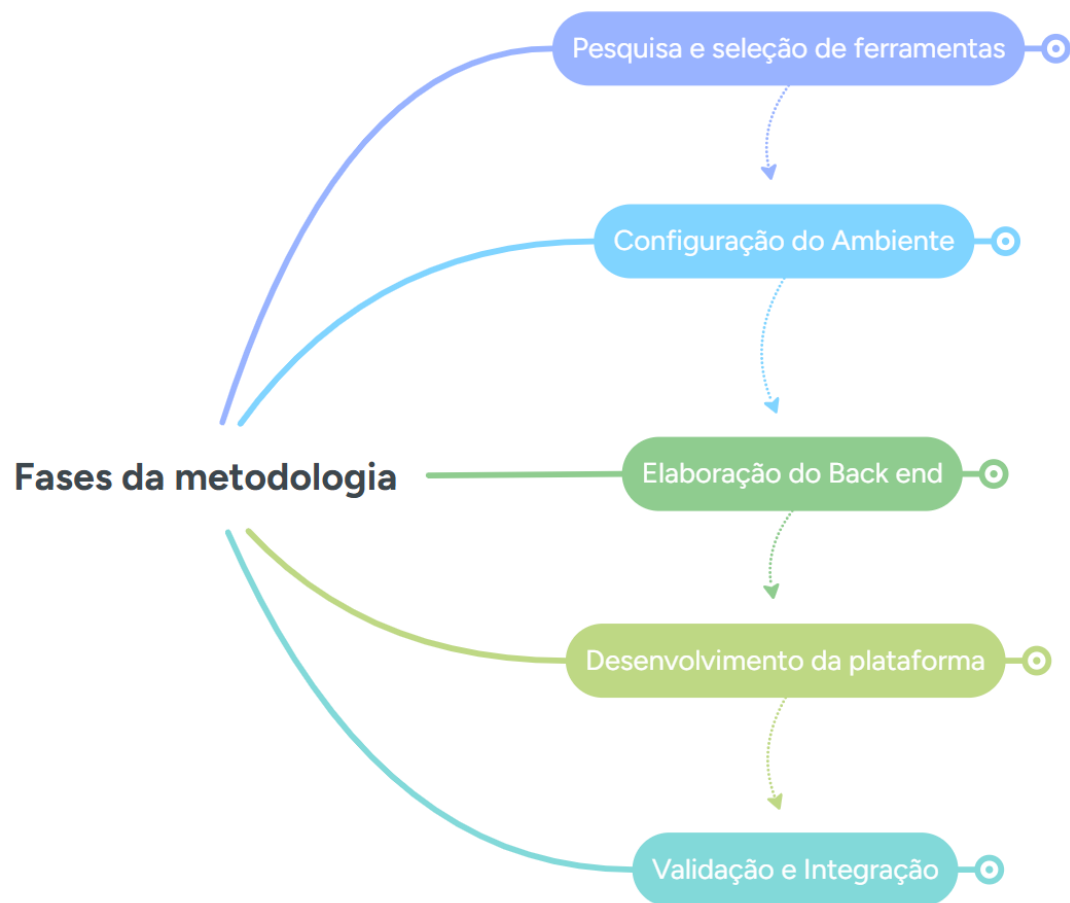 Pesquisa e seleção de ferramentas
Configuração do Ambiente
Fases da metodologia
Elaboração do Back end
Desenvolvimento da plataforma
Validação e Integração